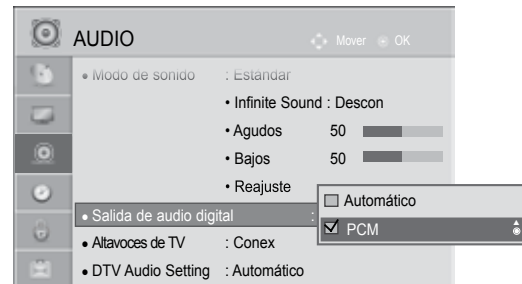 AUDIO
Mover
OK
• Modo de sonido : Estándar
• Infinite Sound : Descon
• Agudos 50
• Bajos 50
• Reajuste
• Salida de audio digital :
Automático
PCM
• Altavoces de TV : Conex
• DTV Audio Setting : Automático